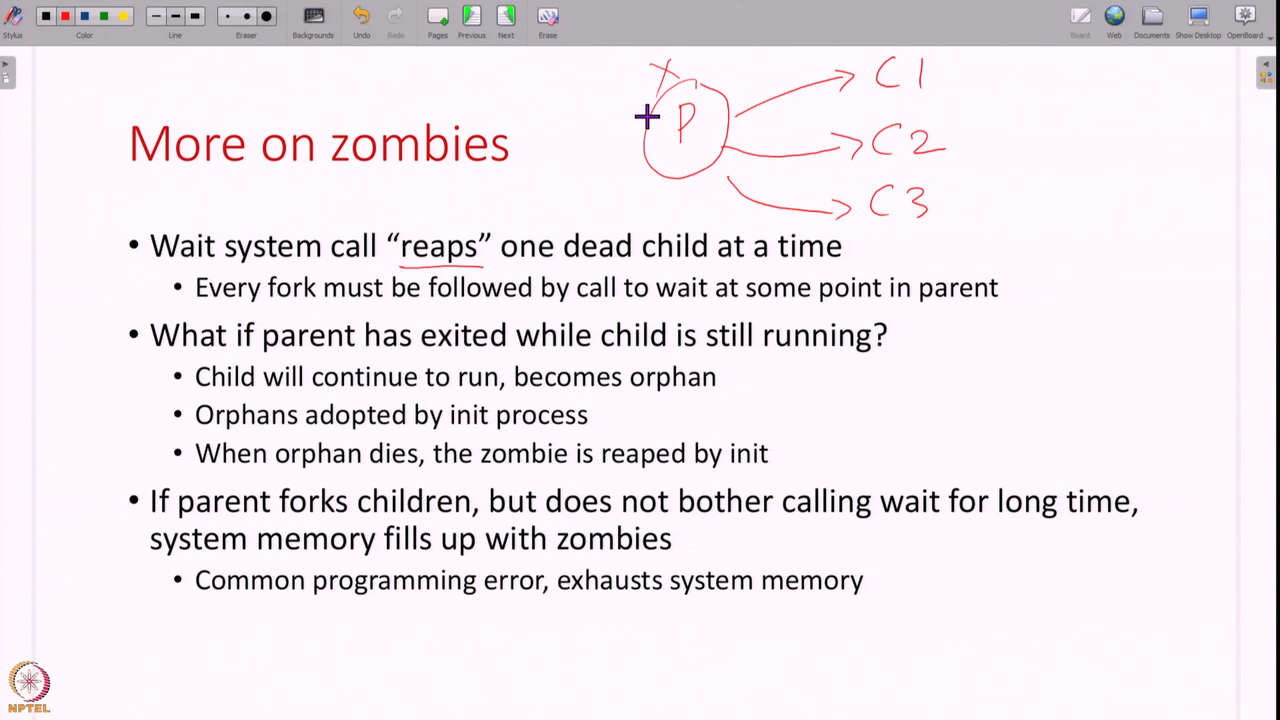 Stylus
Color
Line
Eraser
Backgrounds
Undo
Redo
Pages
Previous
Next
Erase
Board
Web
Documents
Show Desktop
OpenBoard
X
P
C1
C2
C3
More on zombies
• Wait system call “reaps” one dead child at a time
• Every fork must be followed by call to wait at some point in parent
• What if parent has exited while child is still running?
• Child will continue to run, becomes orphan
• Orphans adopted by init process
• When orphan dies, the zombie is reaped by init
• If parent forks children, but does not bother calling wait for long time,
system memory fills up with zombies
• Common programming error, exhausts system memory
NPTEL